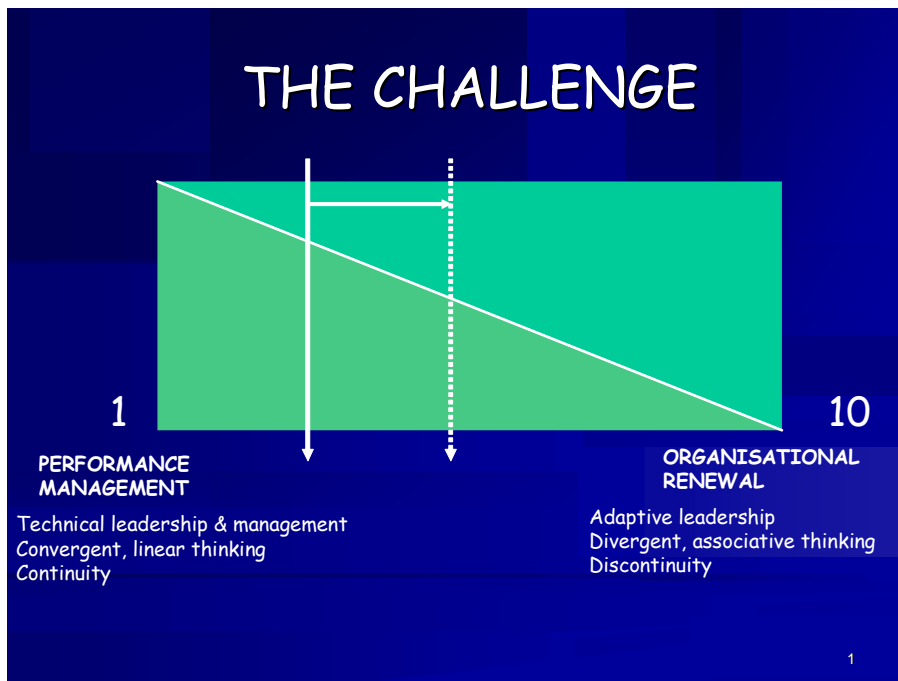 THE CHALLENGE
1
10
PERFORMANCE
MANAGEMENT
Technical leadership & management
Convergent, linear thinking
Continuity
ORGANISATIONAL
RENEWAL
Adaptive leadership
Divergent, associative thinking
Discontinuity
1